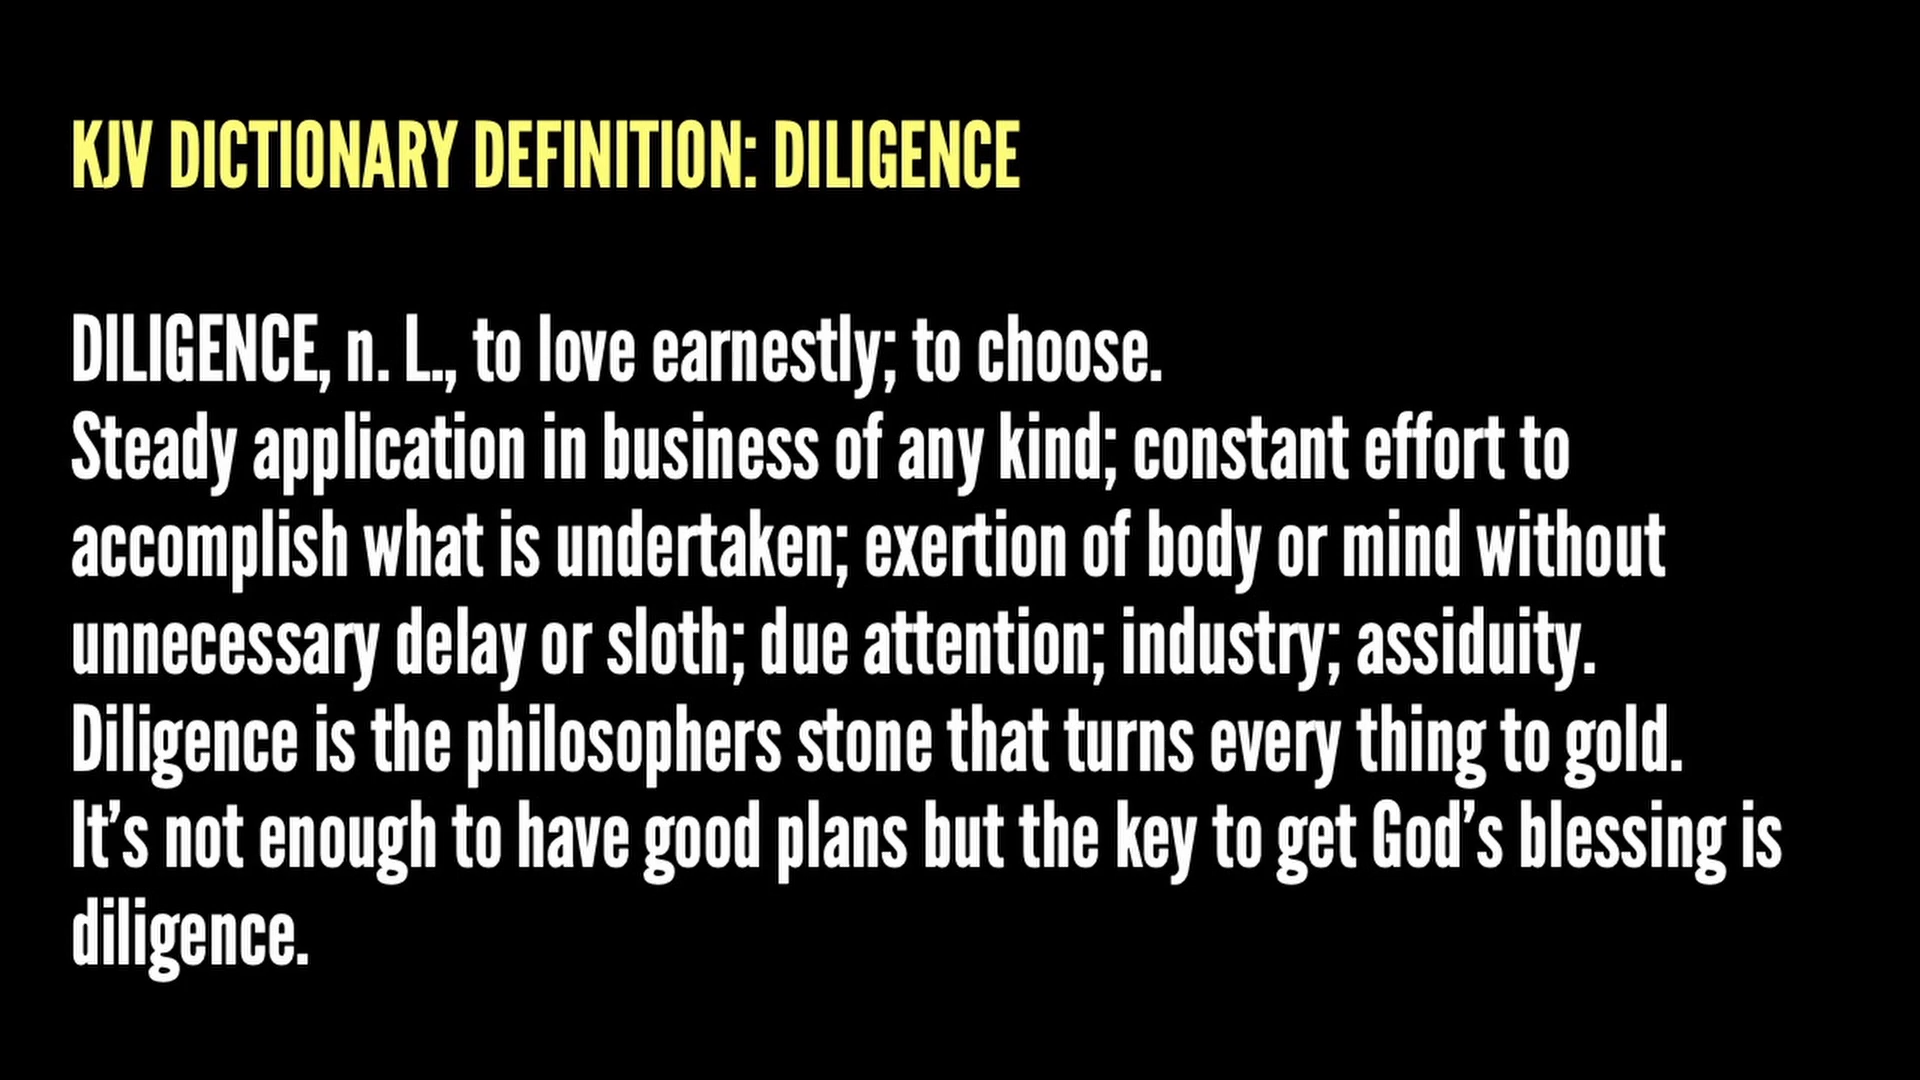 KJV DICTIONARY DEFINITION: DILIGENCE
DILIGENCE, n. L., to love earnestly; to choose.
Steady application in business of any kind; constant effort to
accomplish what is undertaken; exertion of body or mind without
unnecessary delay or sloth; due attention; industry; assiduity.
Diligence is the philosophers stone that turns every thing to gold.
It’s not enough to have good plans but the key to get God’s blessing is
diligence.